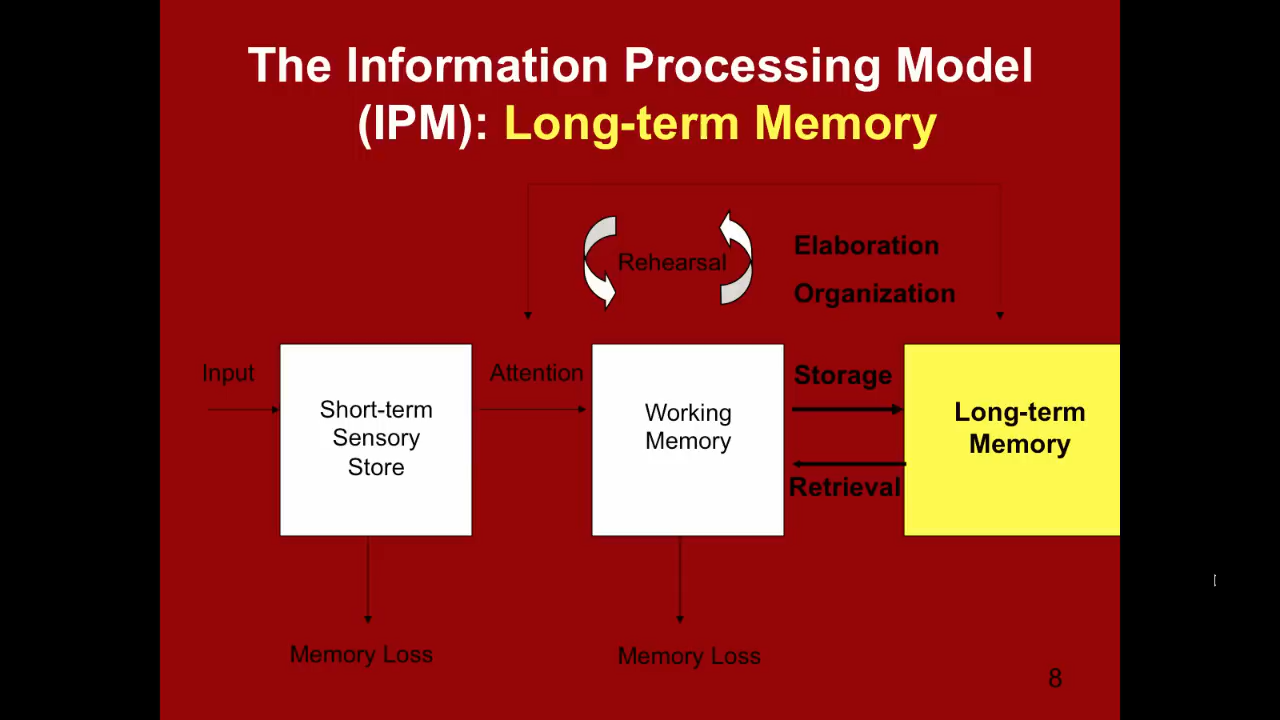 The Information Processing Model
(IPM): Long-term Memory
Rehearsal
Elaboration
Organization
Input
Short-term
Sensory
Store
Attention
Working
Memory
Storage
Retrieval
Long-term
Memory
Memory Loss
Memory Loss
8